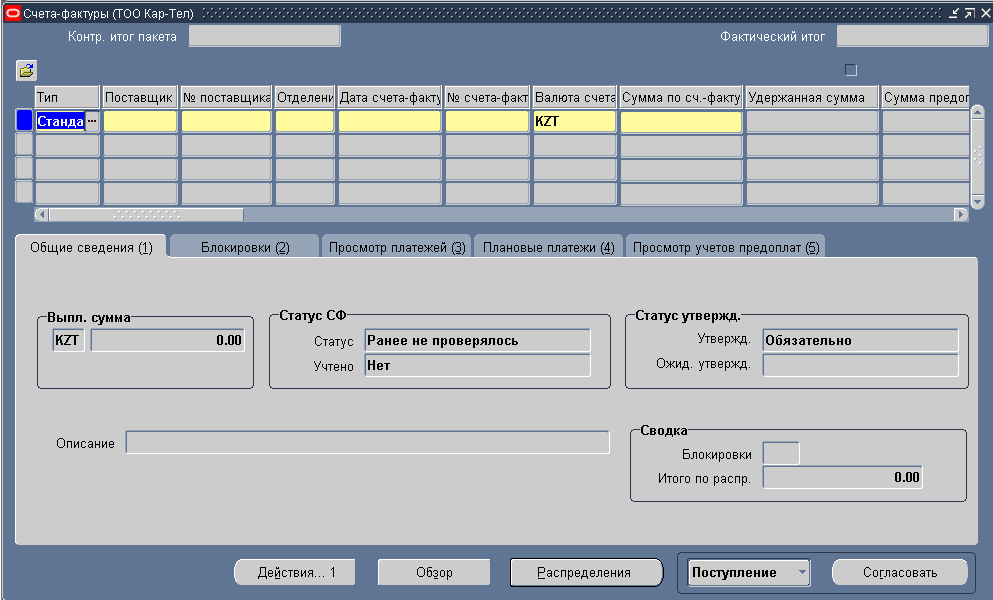 Счета-фактуры (ТОО Кар-Тел)
Контр. итог пакета
Фактический итог
Тип Поставщик № поставщика Отделени Дата счета-факту № счета-факт Валюта счета Сумма по сч.-факту Удержанная сумма Сумма предоп
Станда ... KZT
Общие сведения (1) Блокировки (2) Просмотр платежей (3) Плановые платежи (4) Просмотр учетов предоплат (5)
Выпл. сумма
KZT 0.00
Статус СФ
Статус Ранее не проверялось
Учтено Нет
Статус утвержд.
Утвержд. Обязательно
Ожид. утвержд.
Описание
Сводка
Блокировки
Итого по распр. 0.00
Действия... 1 Обзор Распределения Поступление Согласовать